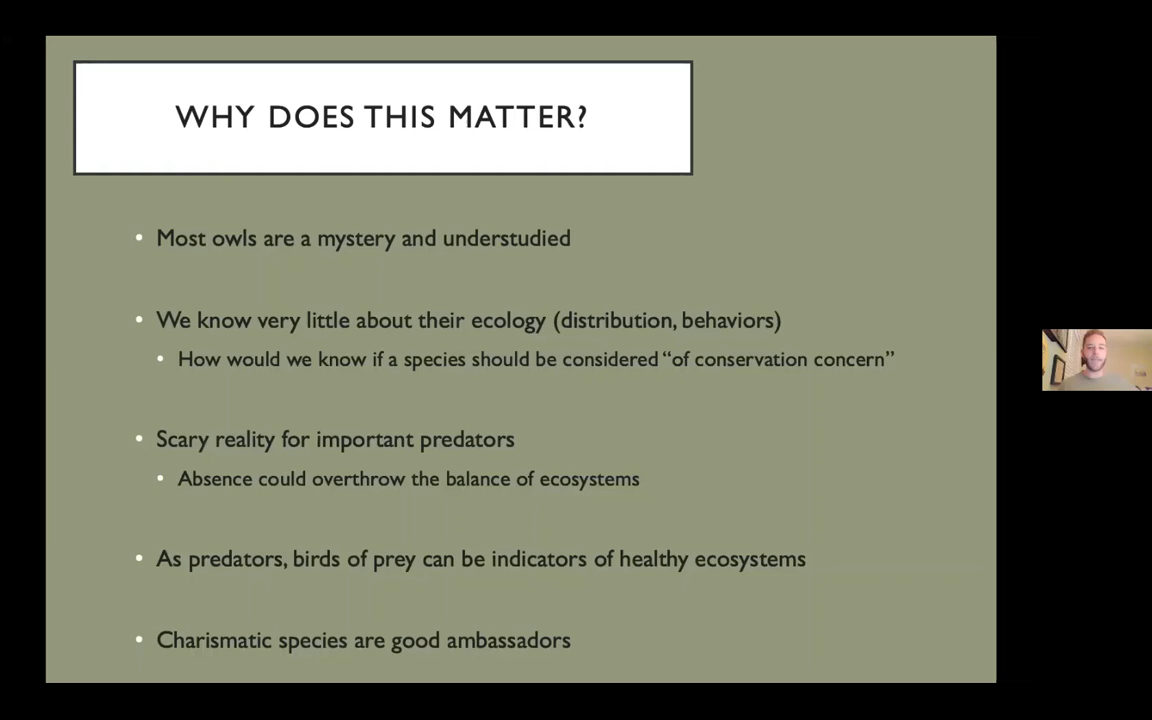 WHY DOES THIS MATTER?
• Most owls are a mystery and understudied
• We know very little about their ecology (distribution, behaviors)
• How would we know if a species should be considered “of conservation concern”
• Scary reality for important predators
• Absence could overthrow the balance of ecosystems
• As predators, birds of prey can be indicators of healthy ecosystems
• Charismatic species are good ambassadors